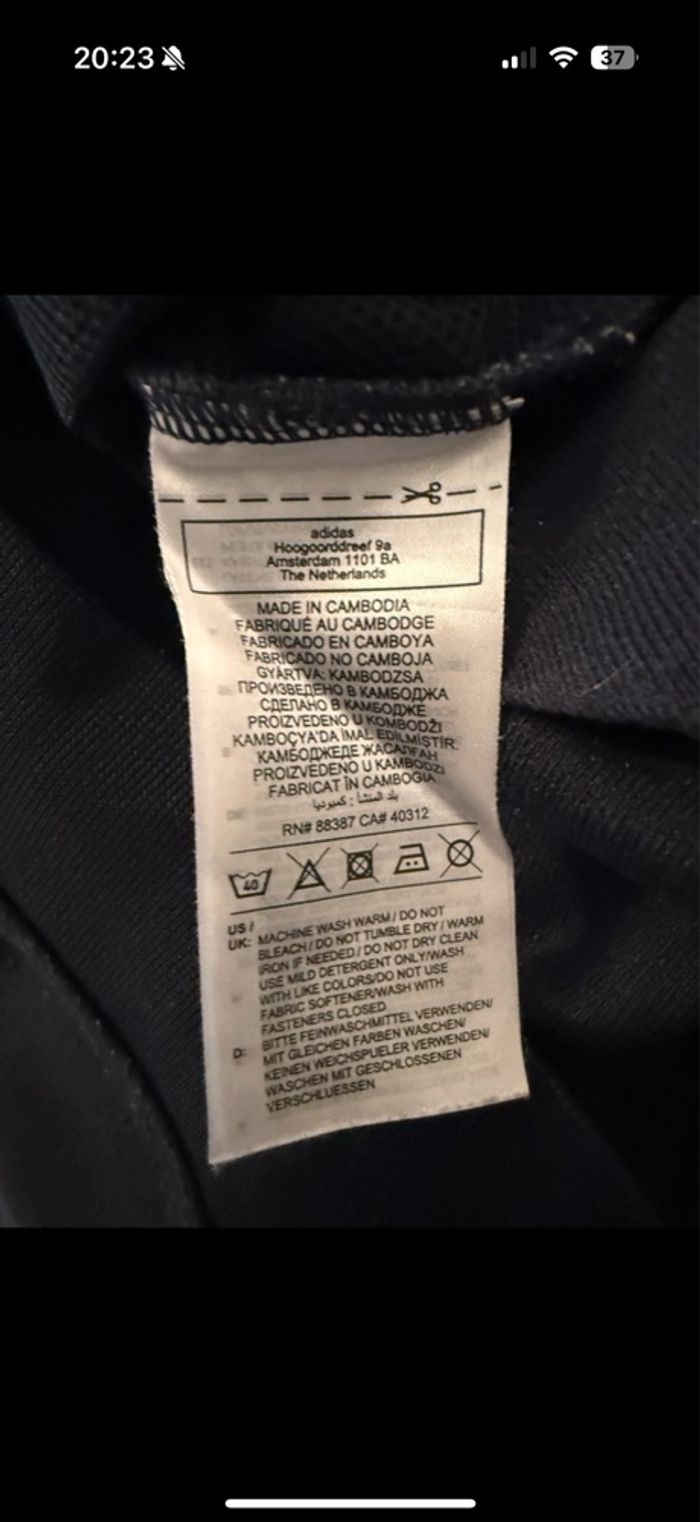 20:23
37
adidas
Hoogoorddreef 9a
Amsterdam 1101 BA
The Netherlands
MADE IN CAMBODIA
FABRIQUÉ AU CAMBODGE
FABRICADO EN CAMBOYA
FABRICADO NO CAMBOJA
GYÁRTVA: KAMBODZSA
ПРОИЗВЕДЕНО В КАМБОДЖА
СДЕЛАНО В КАМБОДЖЕ
PROIZVEDENO U KOMBODŽI
KAMBOÇYA'DA İMAL EDİLMİSTİR.
КАМБОДЖЕДЕ ЖАСАЛҒАН
PROIZVEDENO U KAMBODZI
FABRICAT ÎN CAMBOGIA
بلد المنشأ : كمبوديا
RN# 88387 CA# 40312
40
US /
UK: MACHINE WASH WARM / DO NOT
BLEACH / DO NOT TUMBLE DRY / WARM
IRON IF NEEDED / DO NOT DRY CLEAN
USE MILD DETERGENT ONLY/WASH
WITH LIKE COLORS/DO NOT USE
FABRIC SOFTENER/WASH WITH
FASTENERS CLOSED
D: BITTE FEINWASCHMITTEL VERWENDEN/
MIT GLEICHEN FARBEN WASCHEN/
KEINEN WEICHSPUELER VERWENDEN/
WASCHEN MIT GESCHLOSSENEN
VERSCHLUESSEN